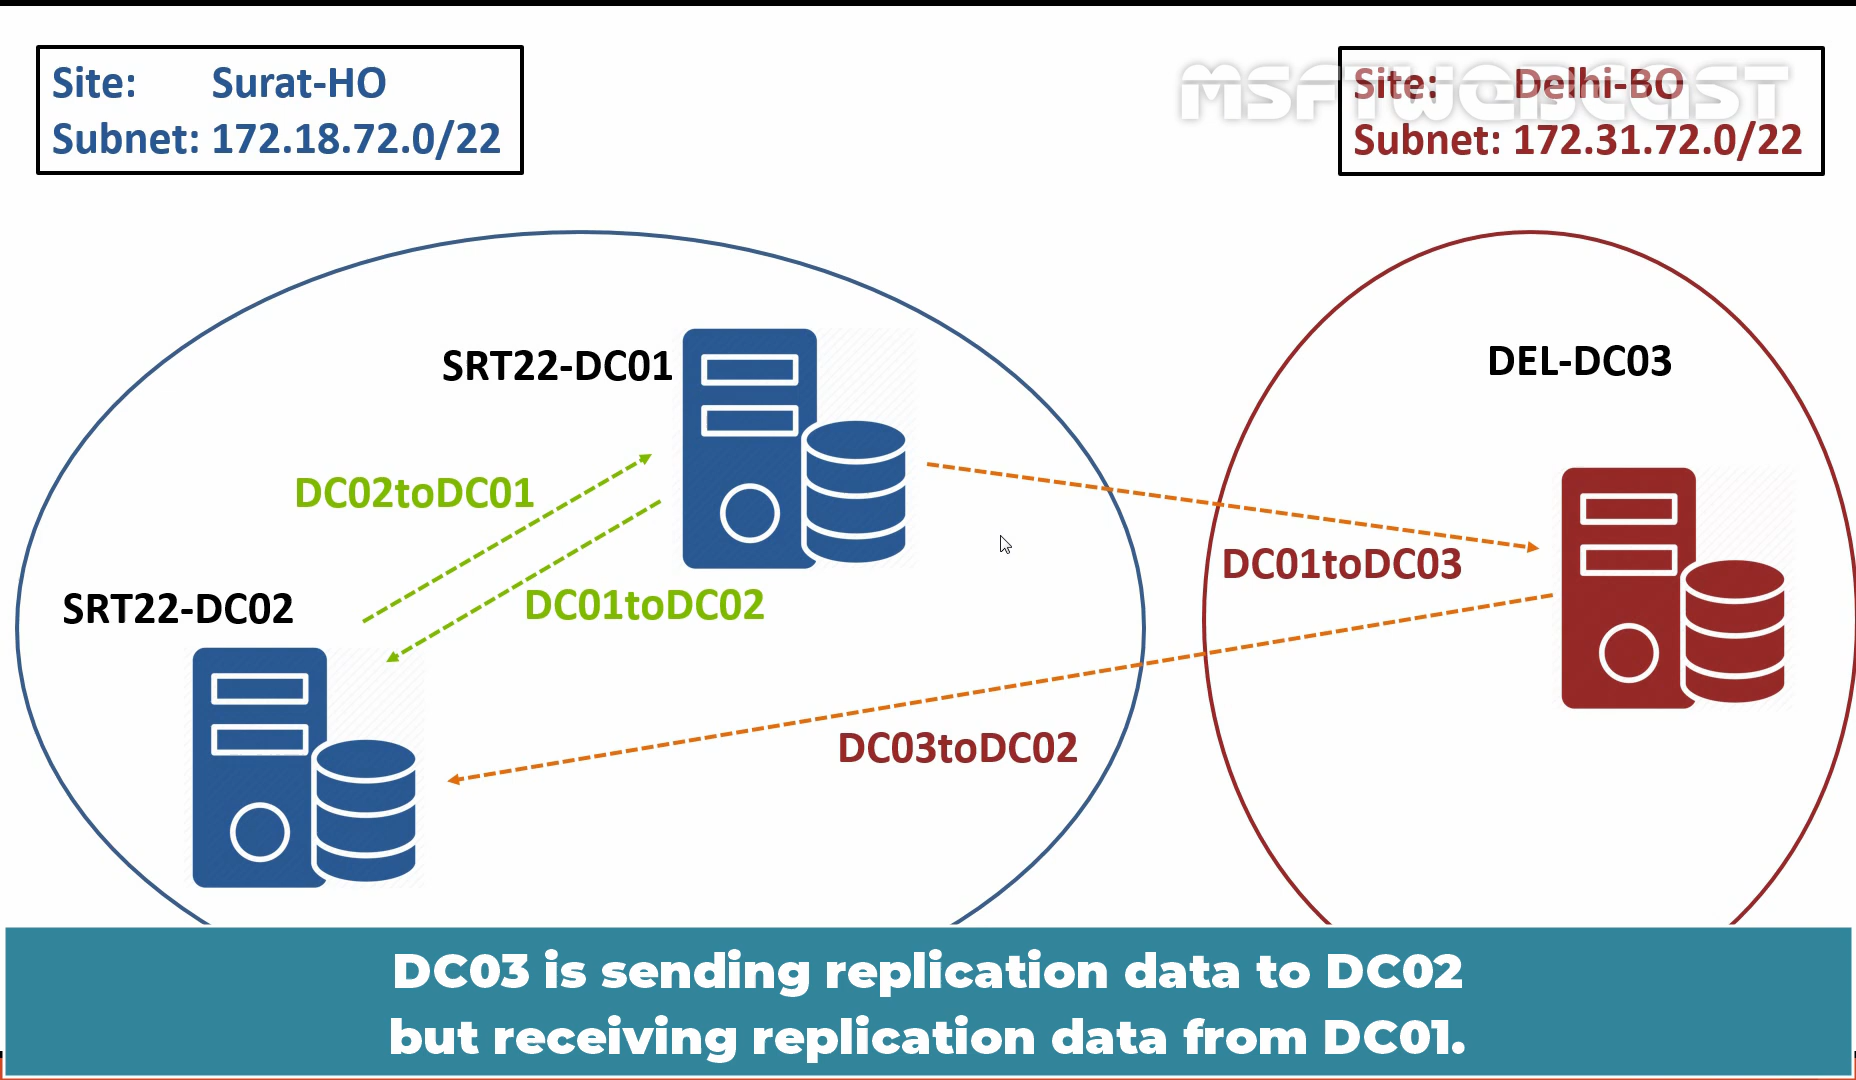 Site: Surat-HO
Subnet: 172.18.72.0/22
MSFTWEBCAST
Site: Delhi-BO
Subnet: 172.31.72.0/22
SRT22-DC01
DEL-DC03
DC02toDC01
DC01toDC03
DC01toDC02
SRT22-DC02
DC03toDC02
DC03 is sending replication data to DC02
but receiving replication data from DC01.